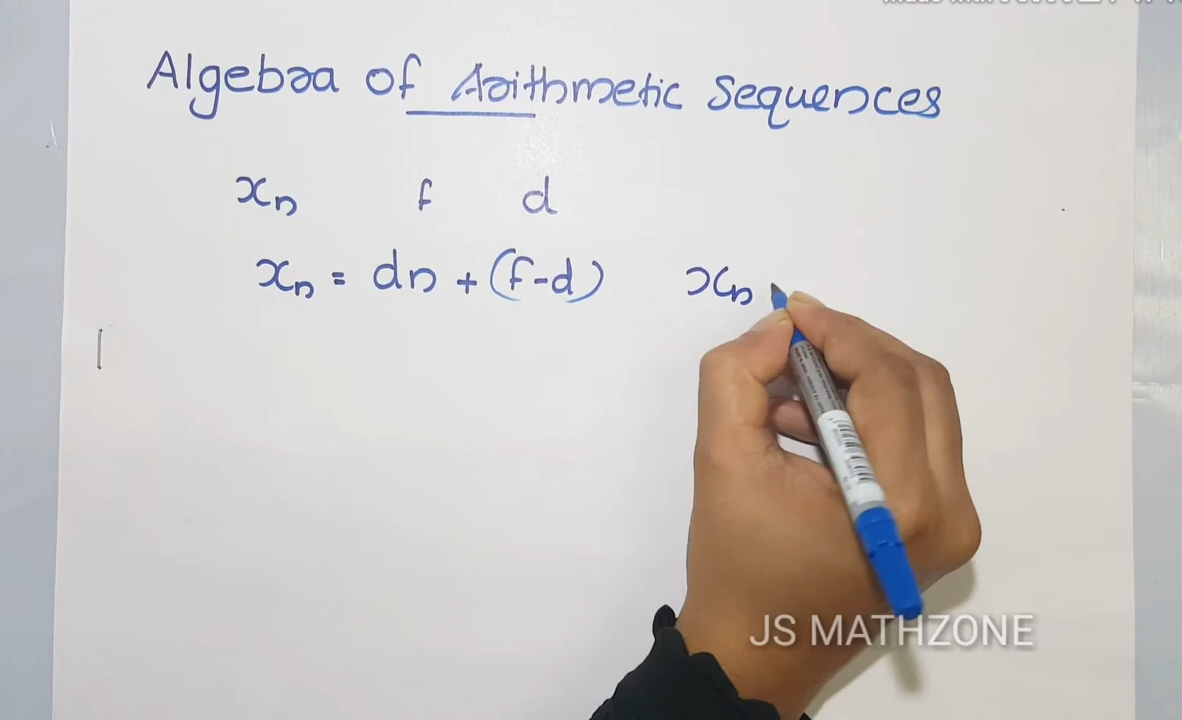 Algebra of Arithmetic Sequences
xn f d
xn = dn + (f-d) xn
JS MATHZONE